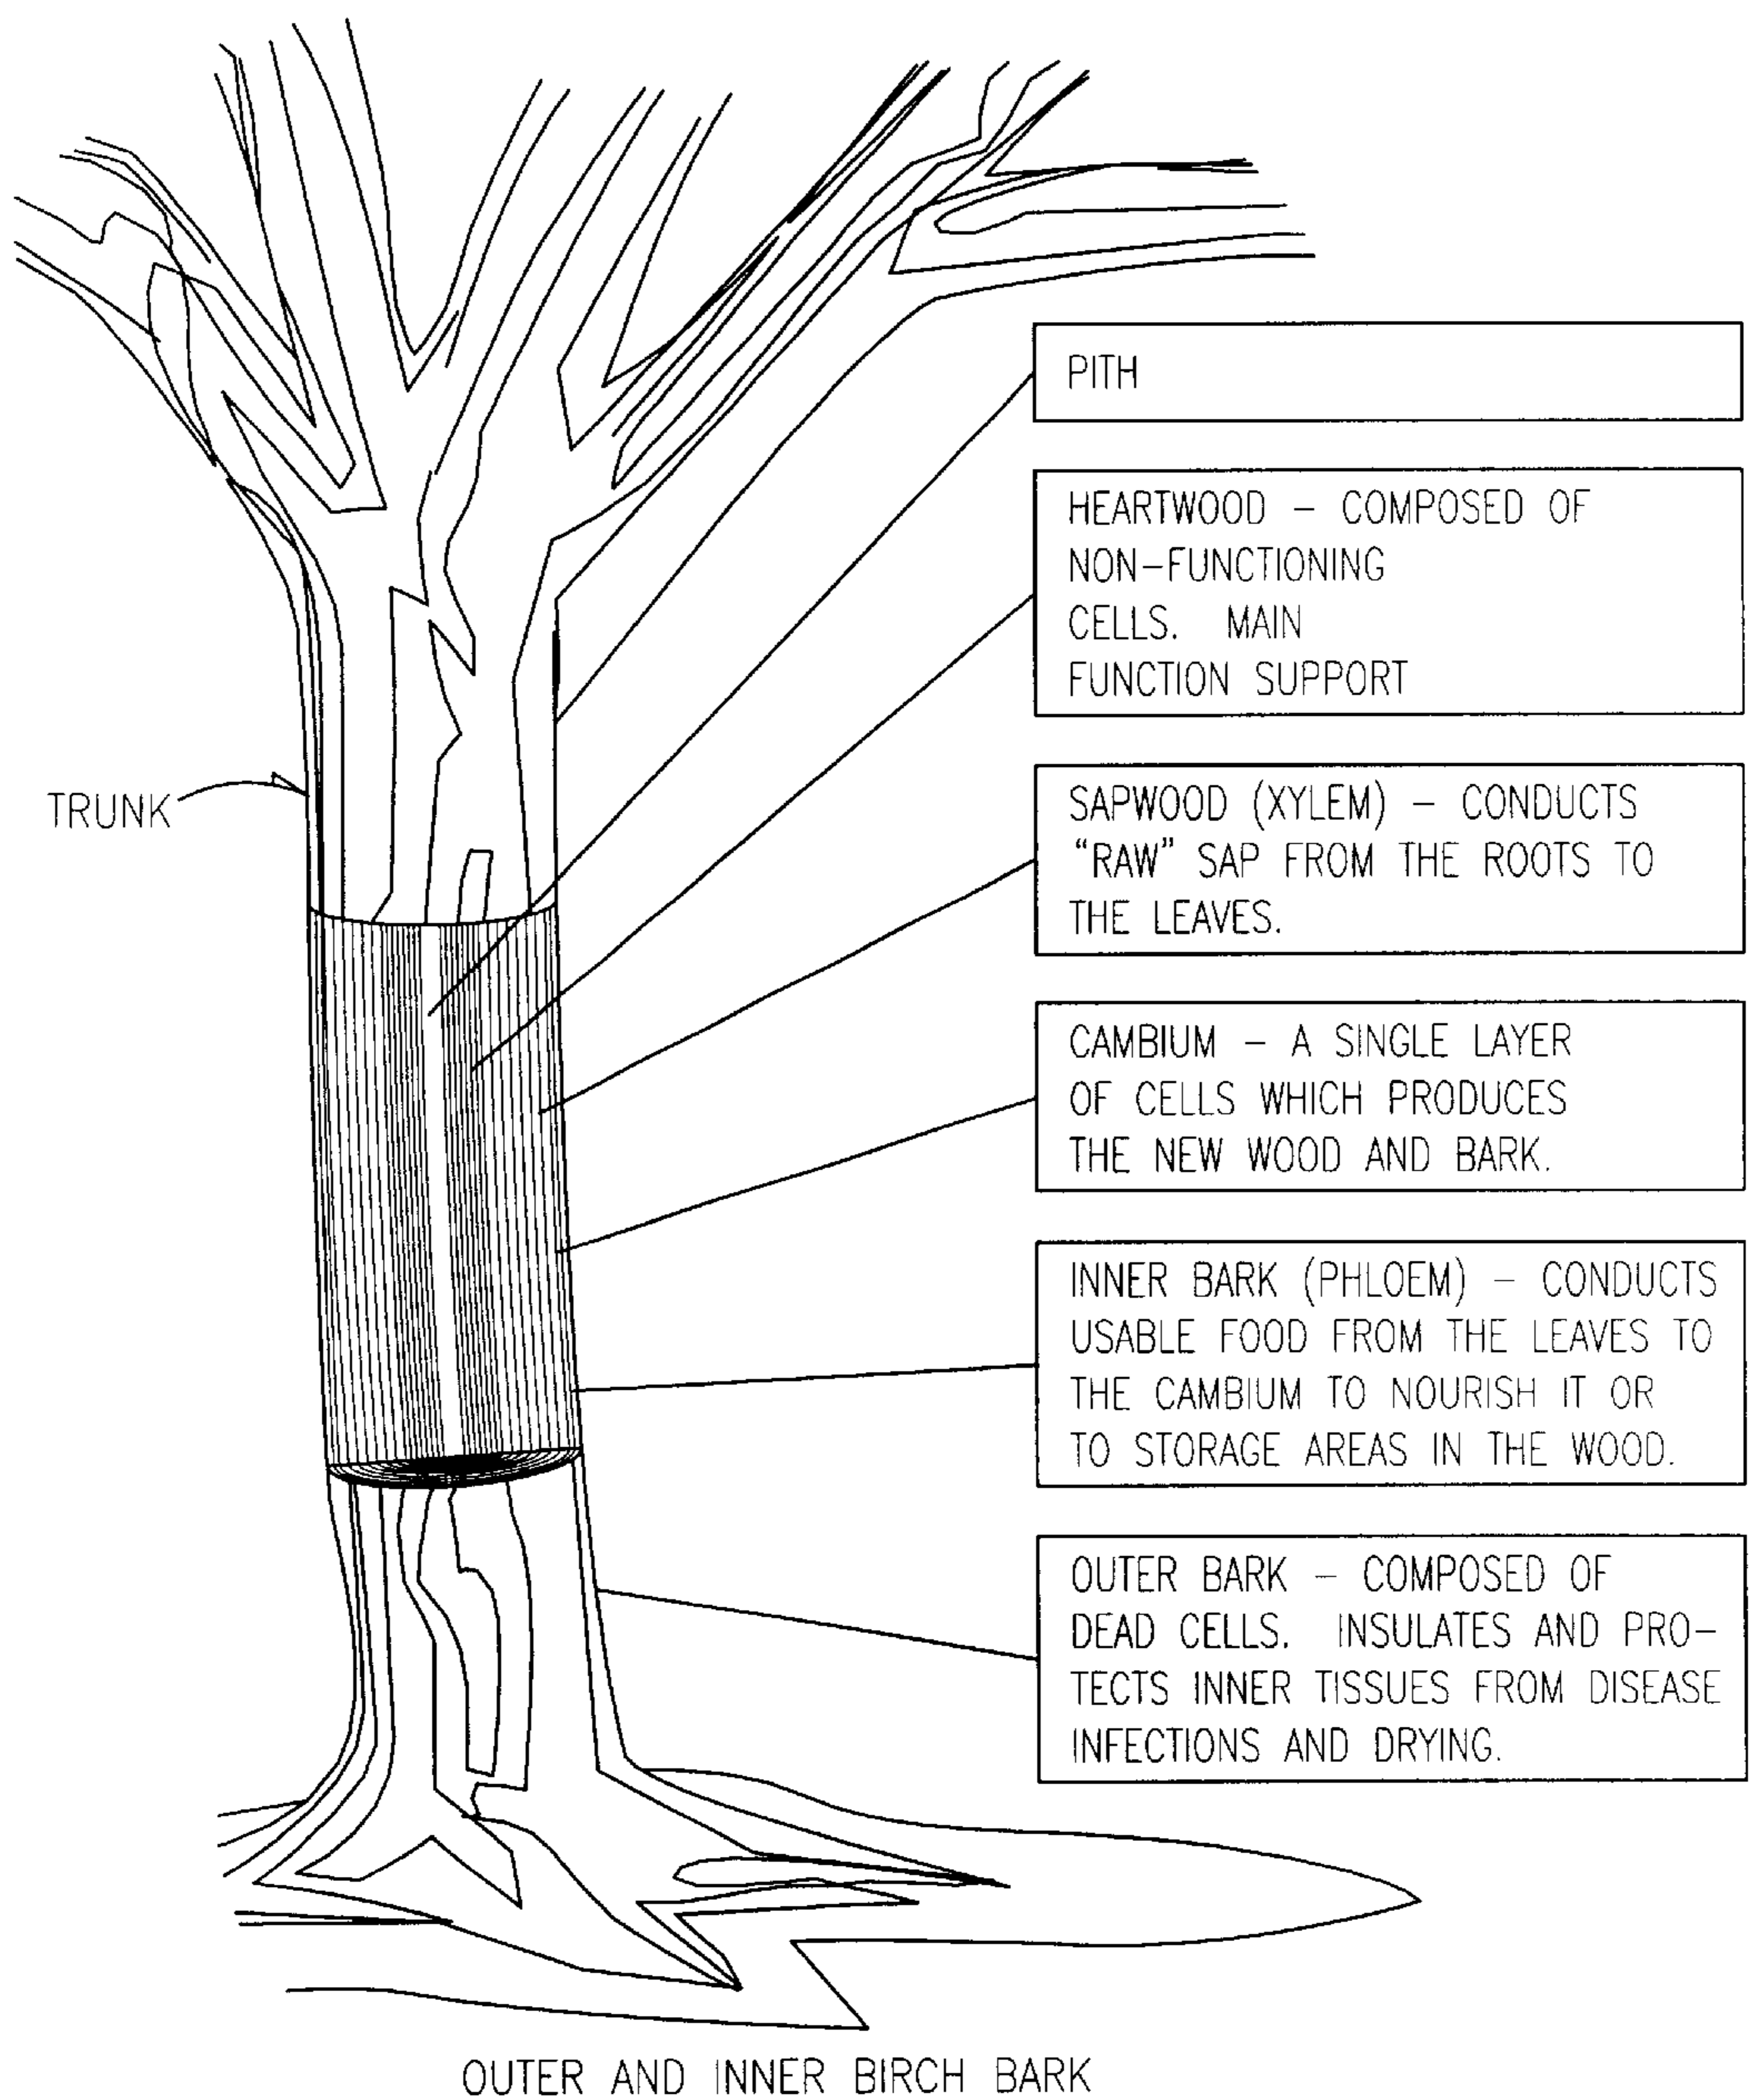 PITH
HEARTWOOD – COMPOSED OF
NON–FUNCTIONING
CELLS. MAIN
FUNCTION SUPPORT
TRUNK
SAPWOOD (XYLEM) – CONDUCTS
“RAW” SAP FROM THE ROOTS TO
THE LEAVES.
CAMBIUM – A SINGLE LAYER
OF CELLS WHICH PRODUCES
THE NEW WOOD AND BARK.
INNER BARK (PHLOEM) – CONDUCTS
USABLE FOOD FROM THE LEAVES TO
THE CAMBIUM TO NOURISH IT OR
TO STORAGE AREAS IN THE WOOD.
OUTER BARK – COMPOSED OF
DEAD CELLS. INSULATES AND PRO–
TECTS INNER TISSUES FROM DISEASE
INFECTIONS AND DRYING.
OUTER AND INNER BIRCH BARK